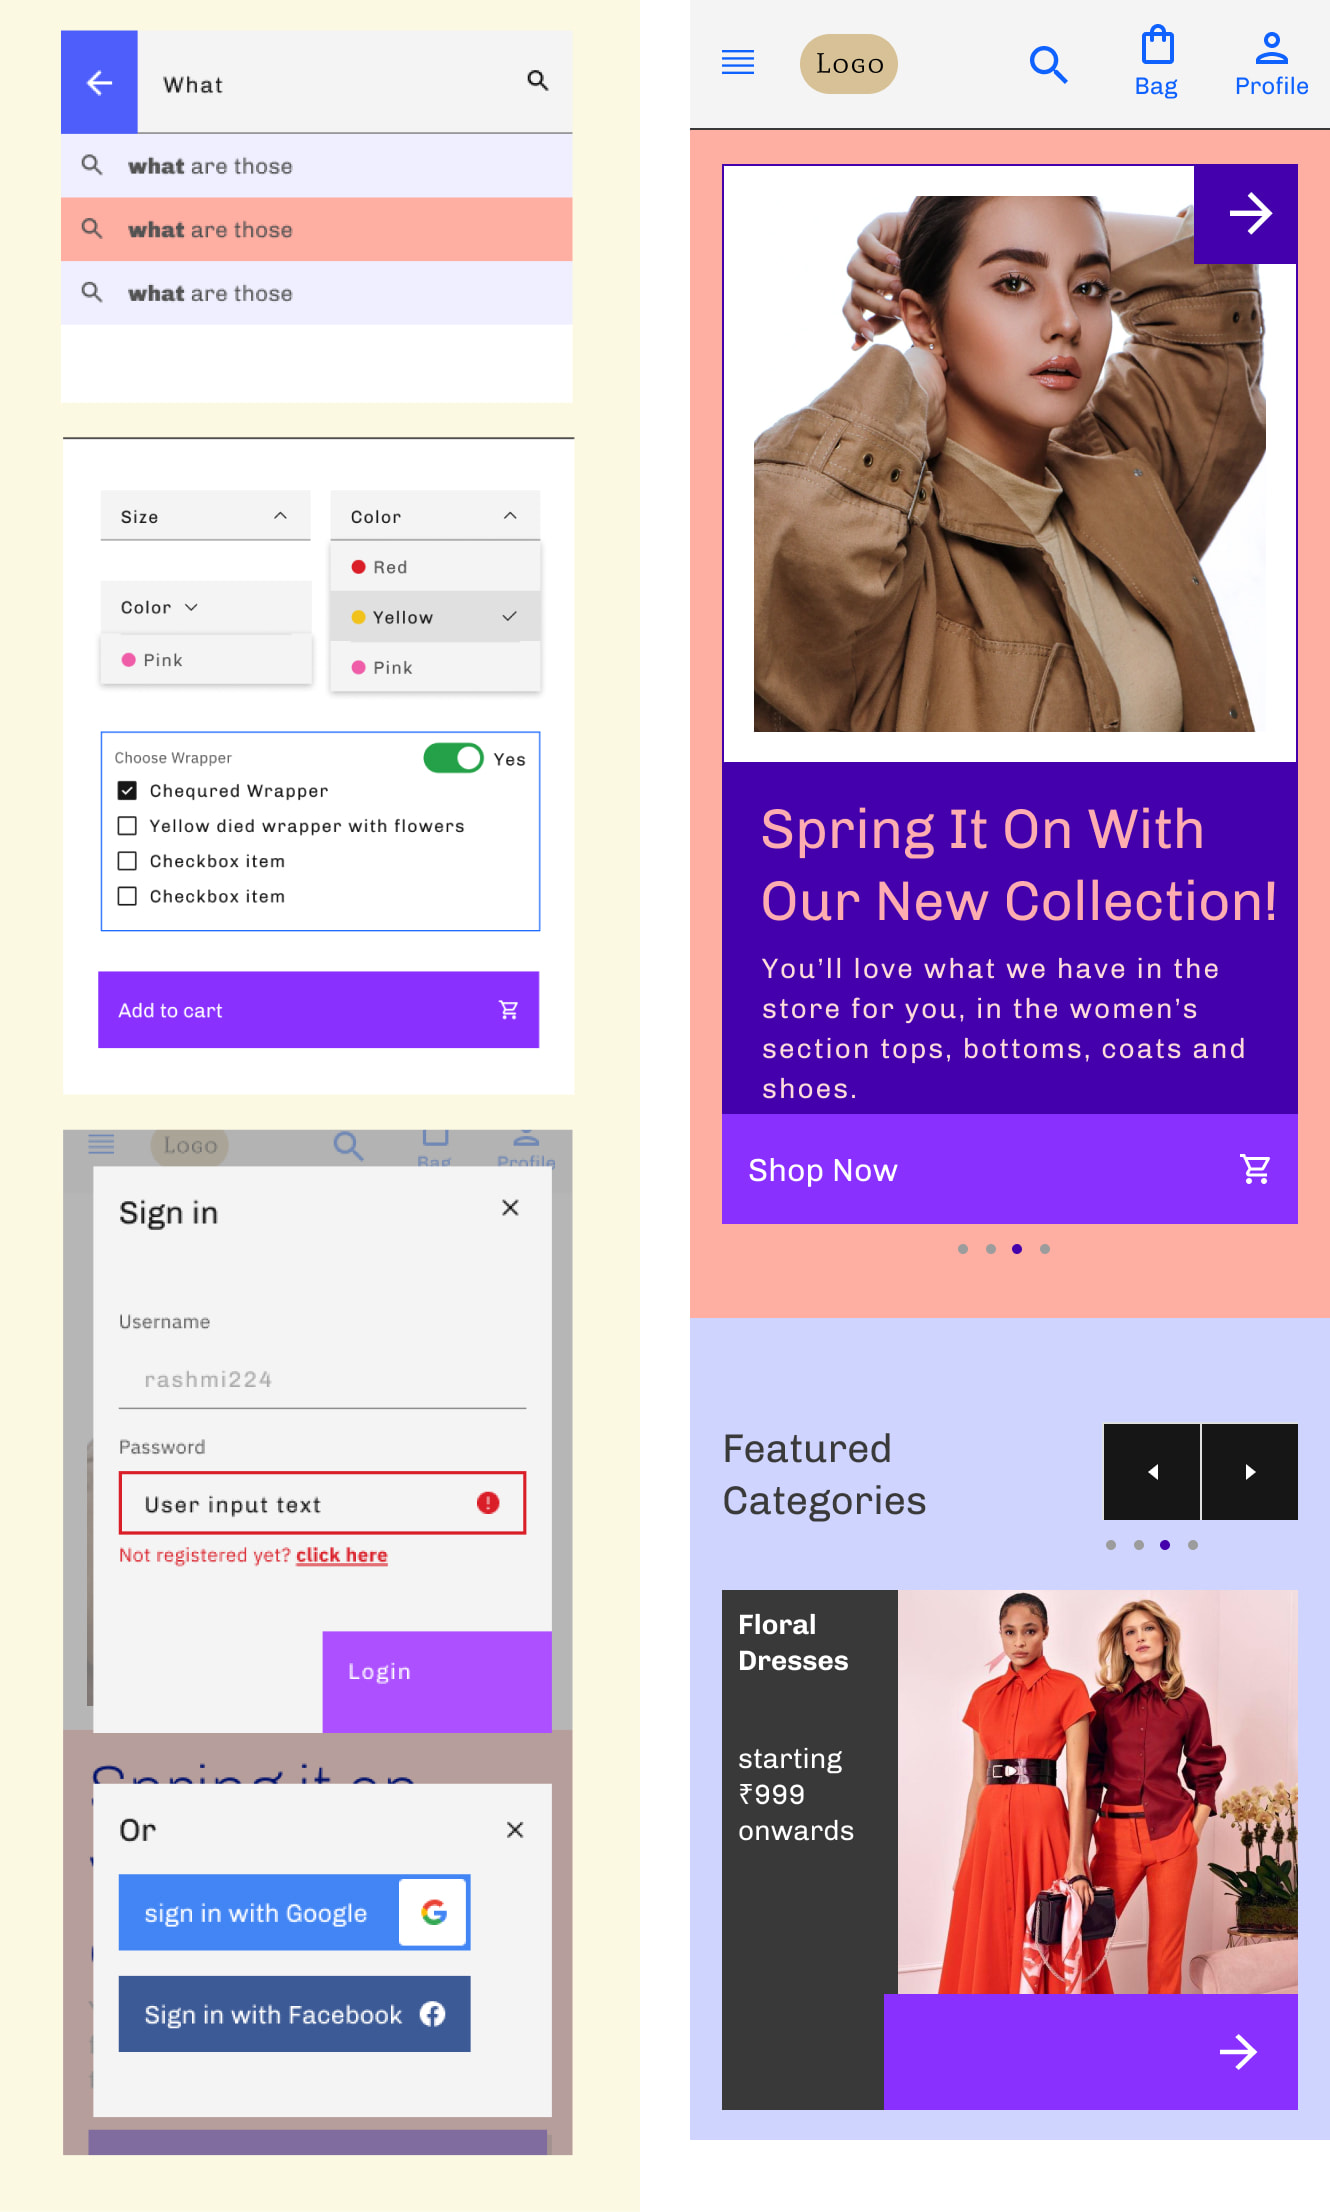 What
what are those
what are those
what are those
Size
Color
Red
Yellow
Pink
Color
Pink
Choose Wrapper
Yes
Chequred Wrapper
Yellow died wrapper with flowers
Checkbox item
Checkbox item
Add to cart
Logo
Bag
Profile
Sign in
Username
rashmi224
Password
User input text
Not registered yet? click here
Login
Spring it on
Or
sign in with Google
Sign in with Facebook
Logo
Bag
Profile
Spring It On With
Our New Collection!
You’ll love what we have in the
store for you, in the women’s
section tops, bottoms, coats and
shoes.
Shop Now
Featured
Categories
Floral
Dresses
starting
₹999
onwards